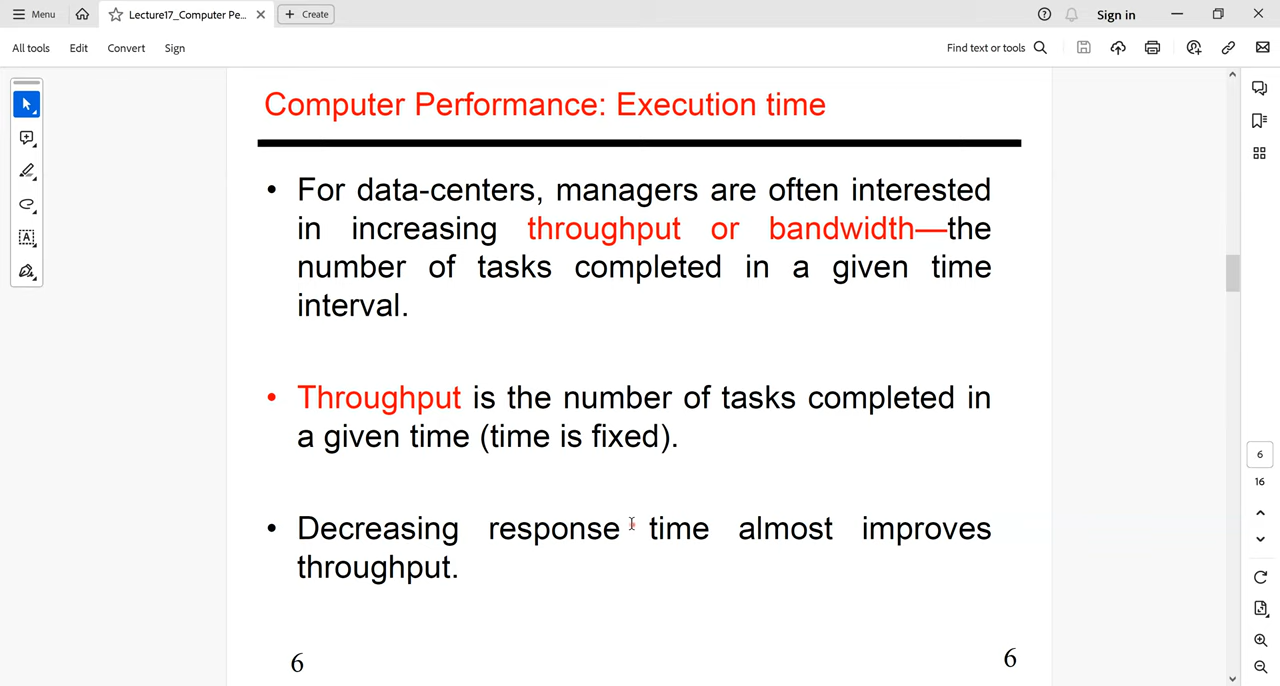 Menu
Lecture17_Computer Pe...
Create
Sign in
All tools
Edit
Convert
Sign
Find text or tools
Computer Performance: Execution time
• For data-centers, managers are often interested
in increasing throughput or bandwidth—the
number of tasks completed in a given time
interval.
• Throughput is the number of tasks completed in
a given time (time is fixed).
• Decreasing response time almost improves
throughput.
6
6
6
16